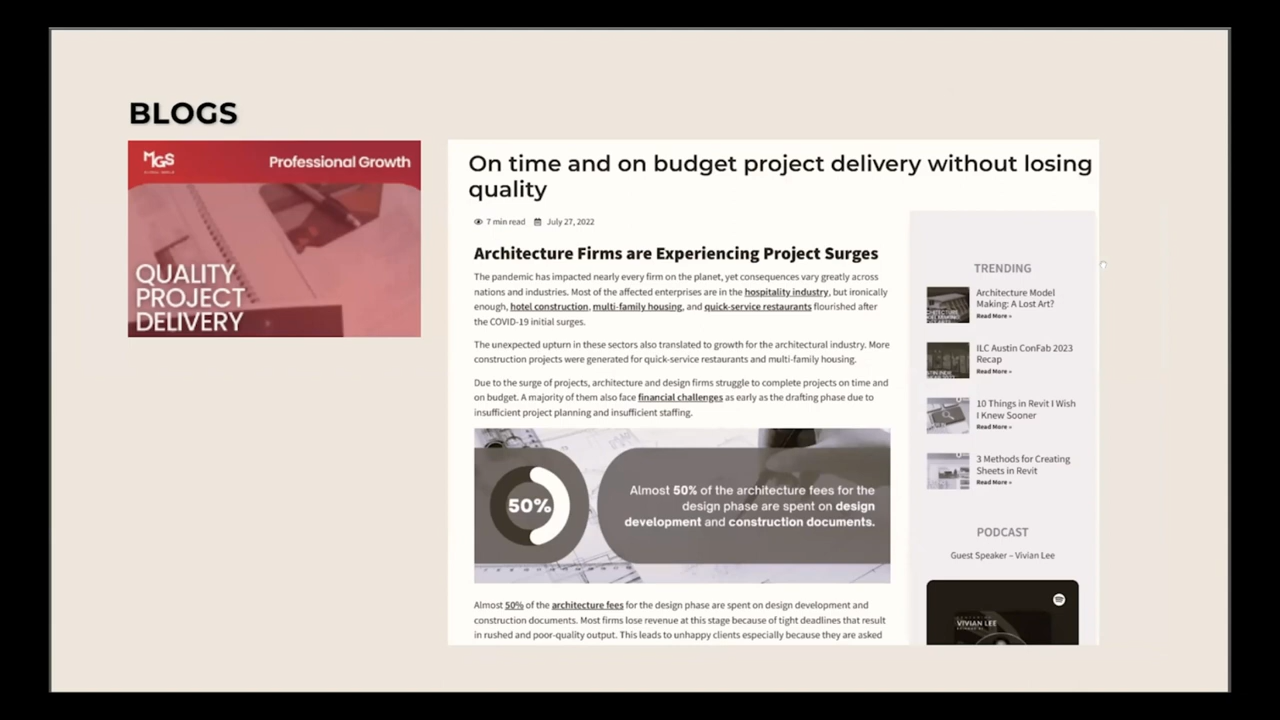 BLOGS
MGS
Professional Growth
QUALITY
PROJECT
DELIVERY
On time and on budget project delivery without losing
quality
7 min read July 27, 2022
Architecture Firms are Experiencing Project Surges
The pandemic has impacted nearly every firm on the planet, yet consequences vary greatly across
nations and industries. Most of the affected enterprises are in the hospitality industry, but ironically
enough, hotel construction, multi-family housing, and quick-service restaurants flourished after
the COVID-19 initial surges.
The unexpected upturn in these sectors also translated to growth for the architectural industry. More
construction projects were generated for quick-service restaurants and multi-family housing.
Due to the surge of projects, architecture and design firms struggle to complete projects on time and
on budget. A majority of them also face financial challenges as early as the drafting phase due to
insufficient project planning and insufficient staffing.
50%
Almost 50% of the architecture fees for the
design phase are spent on design
development and construction documents.
Almost 50% of the architecture fees for the design phase are spent on design development and
construction documents. Most firms lose revenue at this stage because of tight deadlines that result
in rushed and poor-quality output. This leads to unhappy clients especially because they are asked
TRENDING
Architecture Model
Making: A Lost Art?
Read More »
ILC Austin ConFab 2023
Recap
Read More »
10 Things in Revit I Wish
I Knew Sooner
Read More »
3 Methods for Creating
Sheets in Revit
Read More »
PODCAST
Guest Speaker – Vivian Lee
VIVIAN LEE